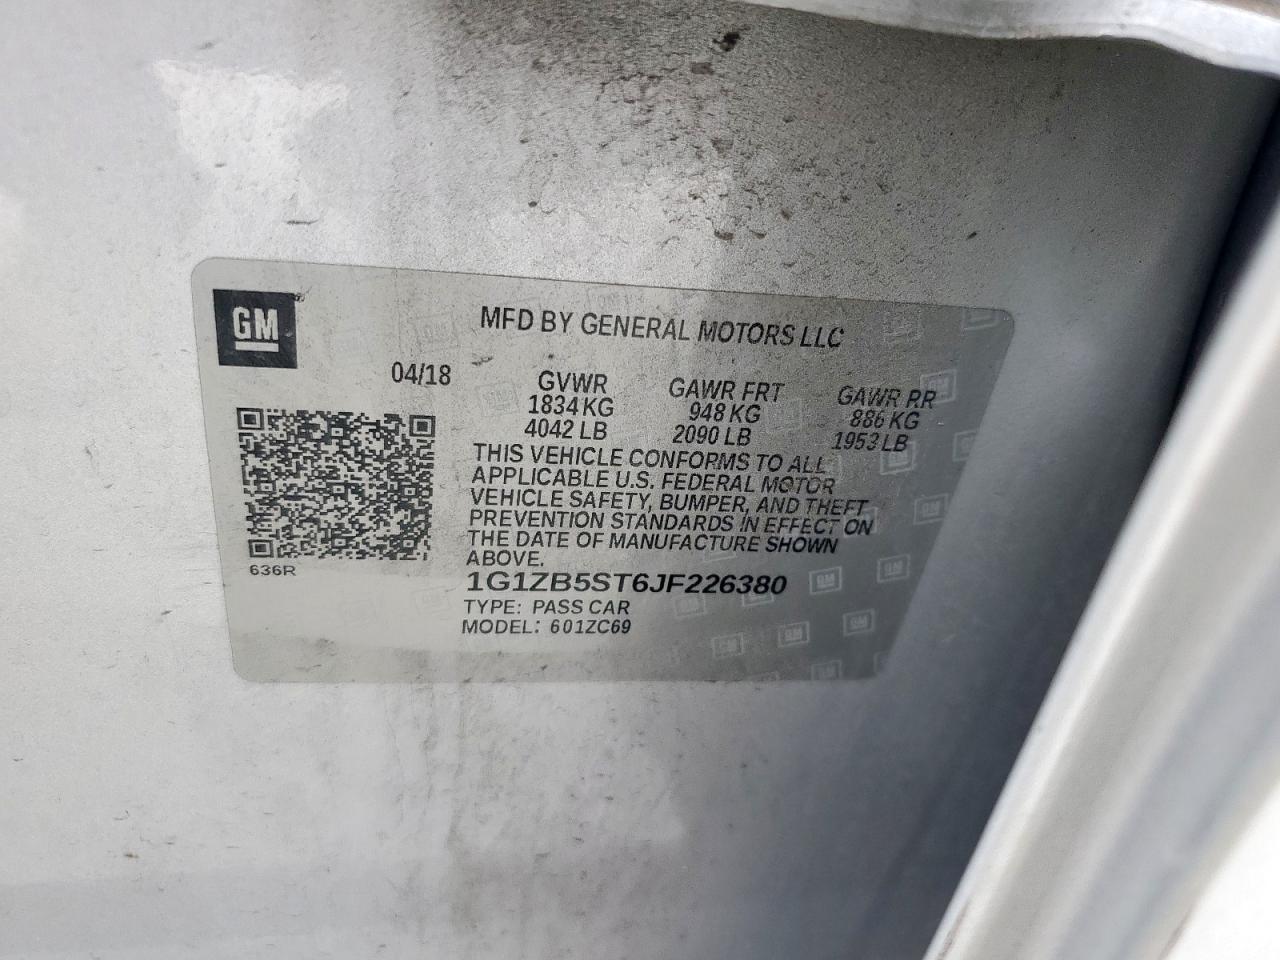 GM
MFD BY GENERAL MOTORS LLC
04/18
GVWR GAWR FRT GAWR RR
1834 KG 948 KG 886 KG
4042 LB 2090 LB 1953 LB
THIS VEHICLE CONFORMS TO ALL
APPLICABLE U.S. FEDERAL MOTOR
VEHICLE SAFETY, BUMPER, AND THEFT
PREVENTION STANDARDS IN EFFECT ON
THE DATE OF MANUFACTURE SHOWN
ABOVE.
636R
1G1ZB5ST6JF226380
TYPE: PASS CAR
MODEL: 601ZC69